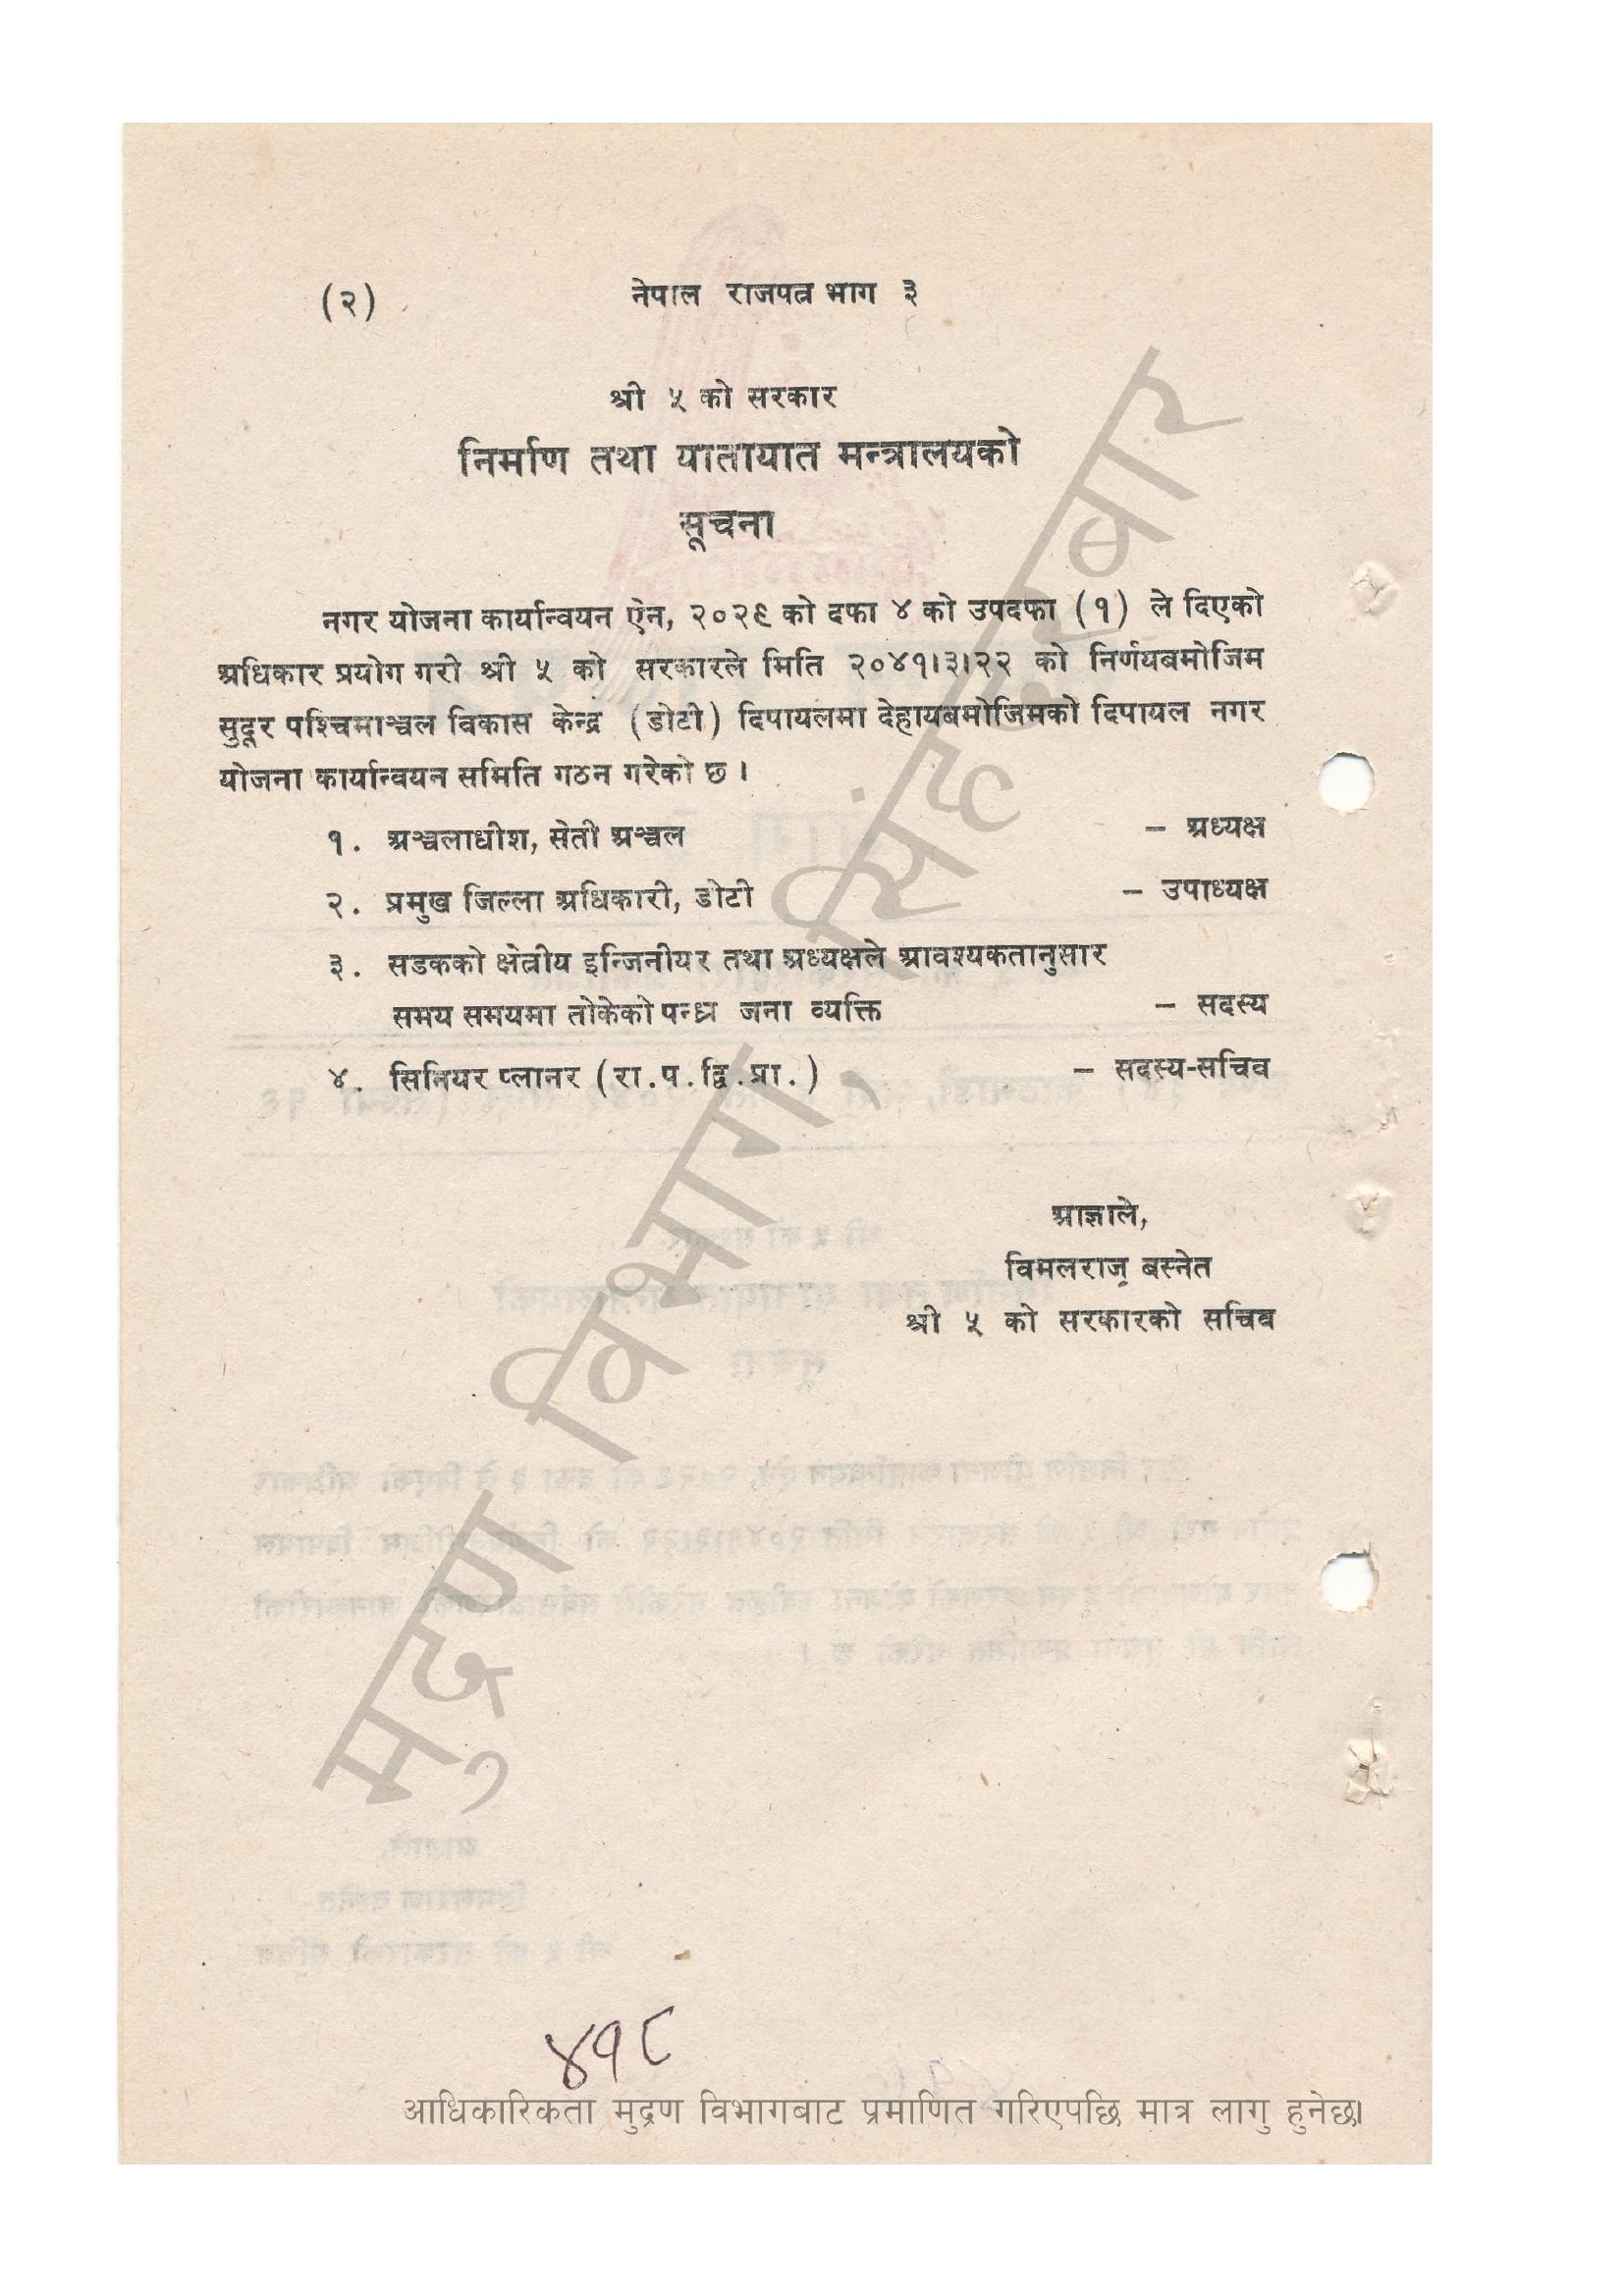 (२) नेपाल राजपत्र भाग ३
श्री ५ को सरकार
निर्माण तथा यातायात मन्त्रालयको
सूचना
नगर योजना कार्यान्वयन ऐन, २०२९ को दफा ४ को उपदफा (१) ले दिएको
अधिकार प्रयोग गरी श्री ५ को सरकारले मिति २०४१।३।२२ को निर्णयबमोजिम
सुदूर पश्चिमाञ्चल विकास केन्द्र (डोटी) दिपायलमा देहायबमोजिमको दिपायल नगर
योजना कार्यान्वयन समिति गठन गरेको छ ।
१. अञ्चलाधीश, सेती अञ्चल – अध्यक्ष
२. प्रमुख जिल्ला अधिकारी, डोटी – उपाध्यक्ष
३. सडकको क्षेत्रीय इन्जिनीयर तथा अध्यक्षले आवश्यकतानुसार
समय समयमा तोकेको पन्ध्र जना व्यक्ति – सदस्य
४. सिनियर प्लानर (रा.प.द्वि.प्रा.) – सदस्य-सचिव
आज्ञाले,
विमलराज बस्नेत
श्री ५ को सरकारको सचिव
मुद्रण विभाग, सिंहदरबार
४१८
आधिकारिकता मुद्रण विभागबाट प्रमाणित गरिएपछि मात्र लागु हुनेछ।